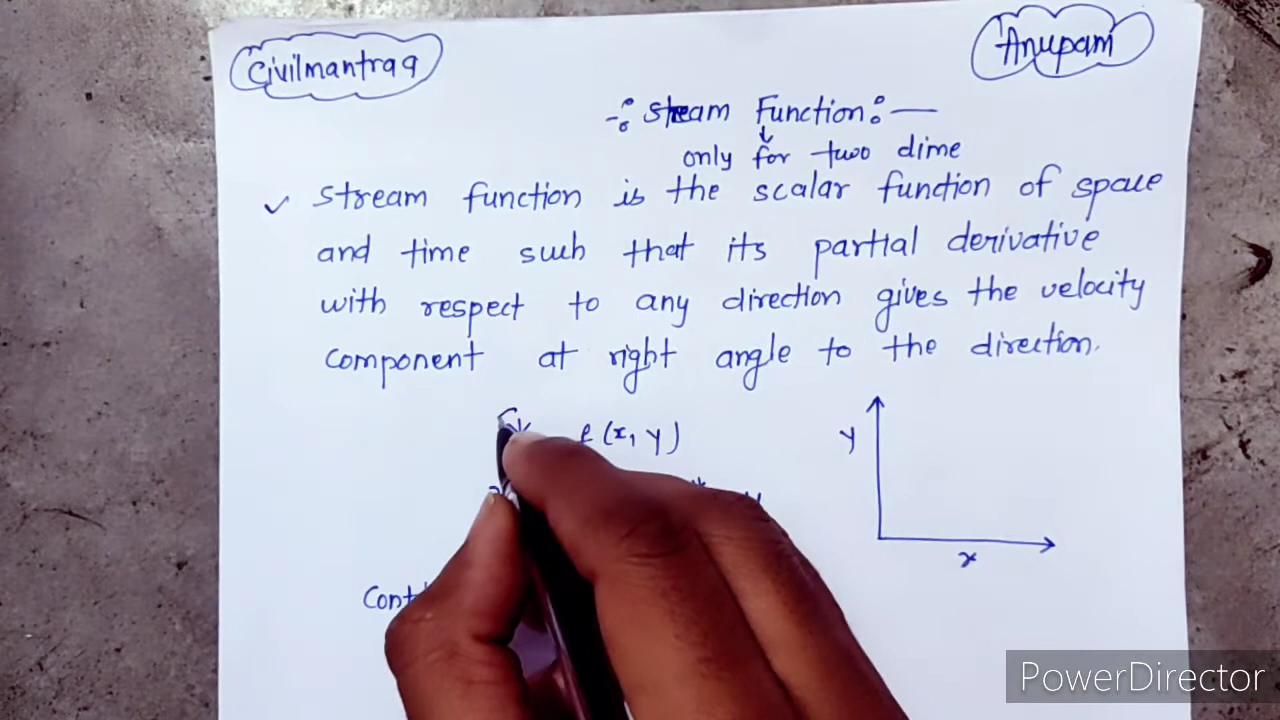 Civilmantra9
Anupam
-: Stream Function :—
only for two dime
✓ Stream function is the scalar function of space
and time such that its partial derivative
with respect to any direction gives the velocity
component at right angle to the direction.
f (x, y)
y
x
Cont
PowerDirector